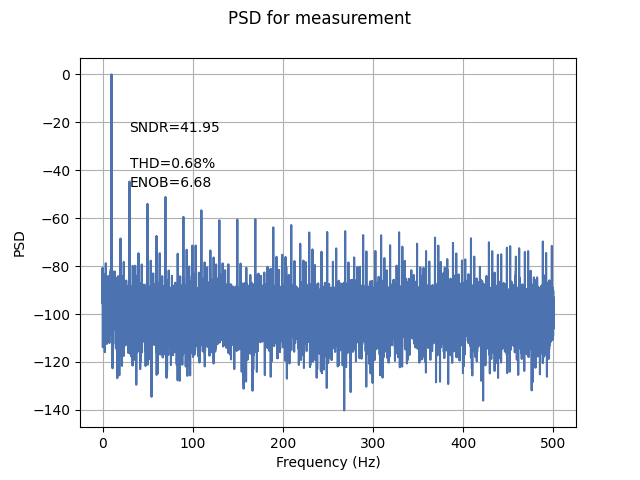 PSD for measurement
0
−20
−40
−60
−80
−100
−120
−140
PSD
SNDR=41.95
THD=0.68%
ENOB=6.68
0 100 200 300 400 500
Frequency (Hz)